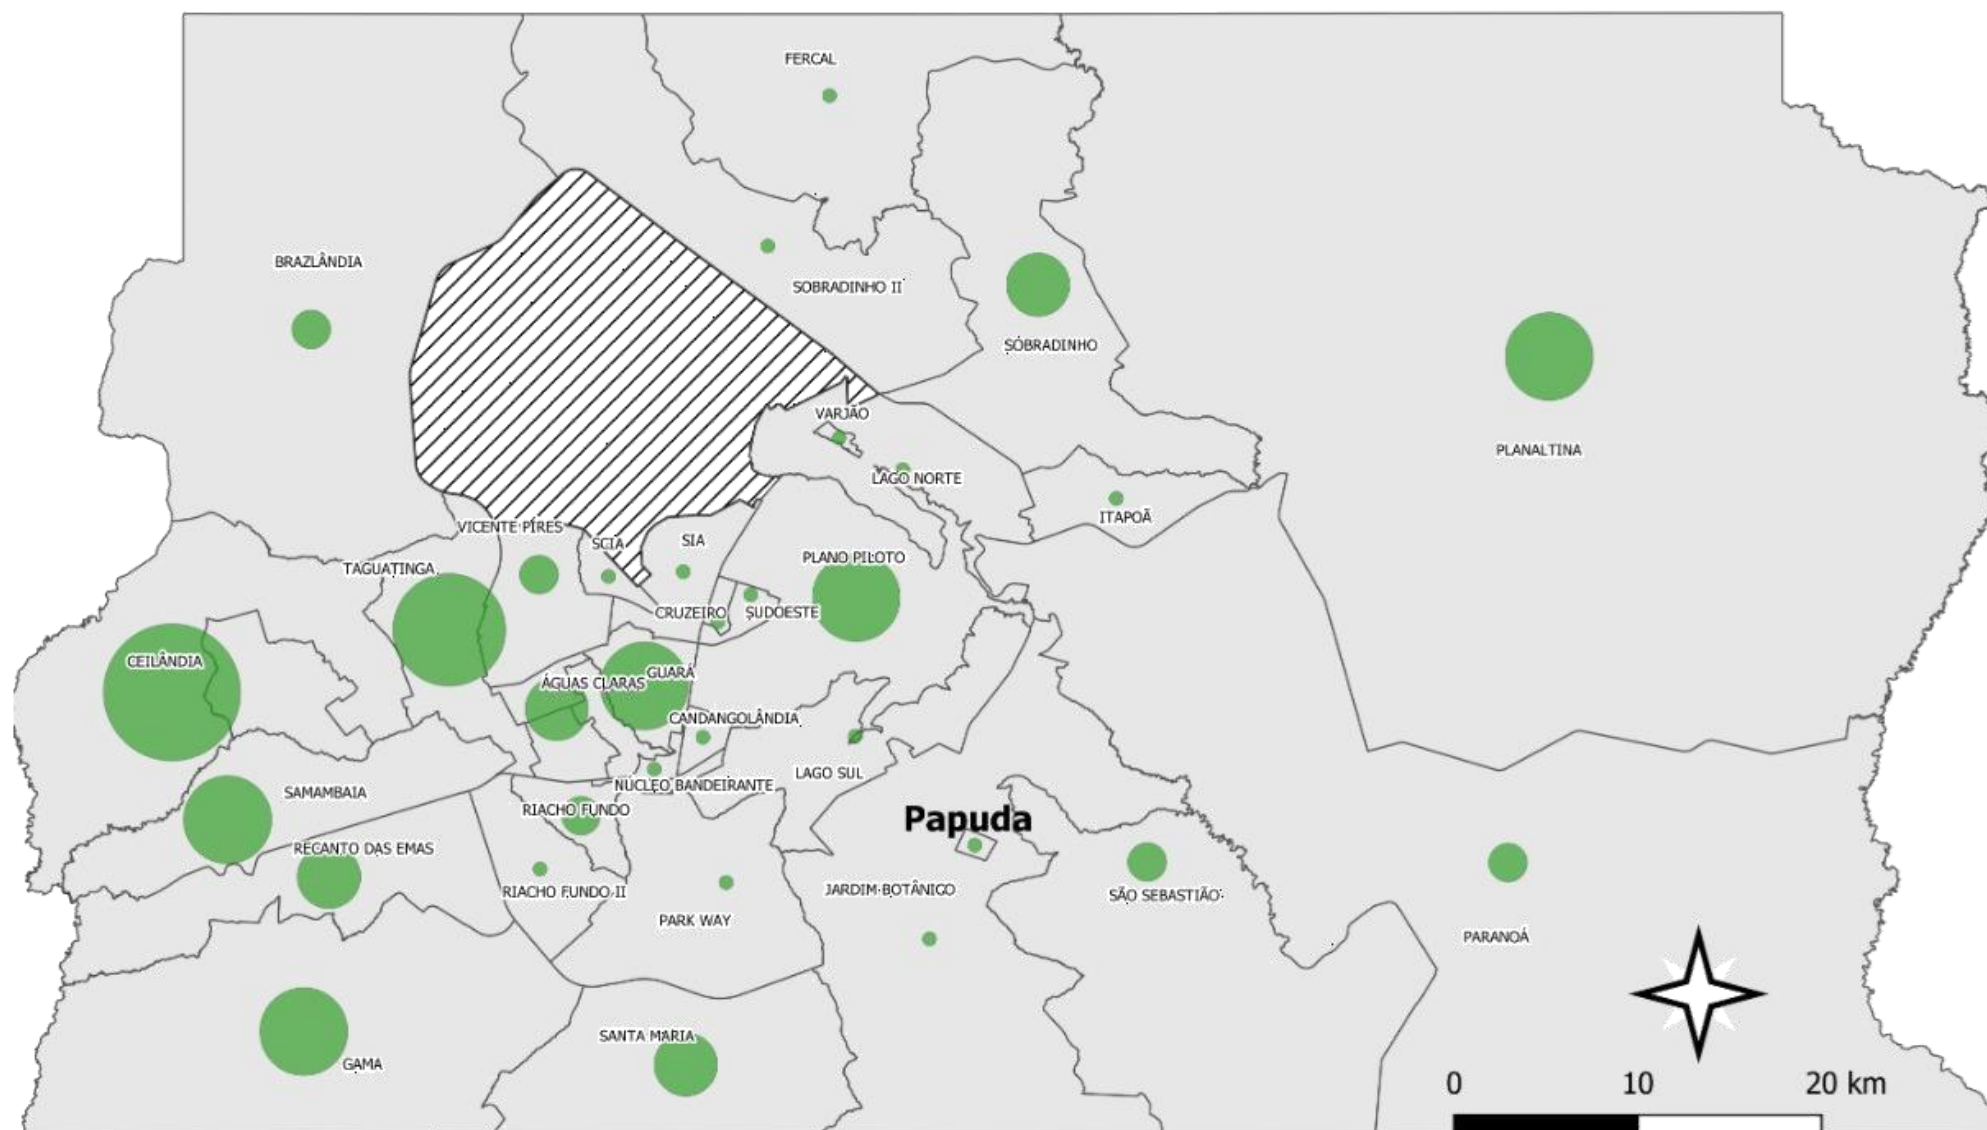 FERCAL
BRAZLÂNDIA
SOBRADINHO II
SOBRADINHO
VARJÃO
PLANALTINA
LAGO NORTE
ITAPOÃ
VICENTE PIRES
SCIA
SIA
PLANO PILOTO
TAGUATINGA
CRUZEIRO
SUDOESTE
CEILÂNDIA
ÁGUAS CLARAS
GUARÁ
CANDANGOLÂNDIA
LAGO SUL
NÚCLEO BANDEIRANTE
SAMAMBAIA
RIACHO FUNDO
Papuda
RECANTO DAS EMAS
RIACHO FUNDO II
JARDIM BOTÂNICO
SÃO SEBASTIÃO
PARK WAY
PARANOÁ
SANTA MARIA
GAMA
0 10 20 km